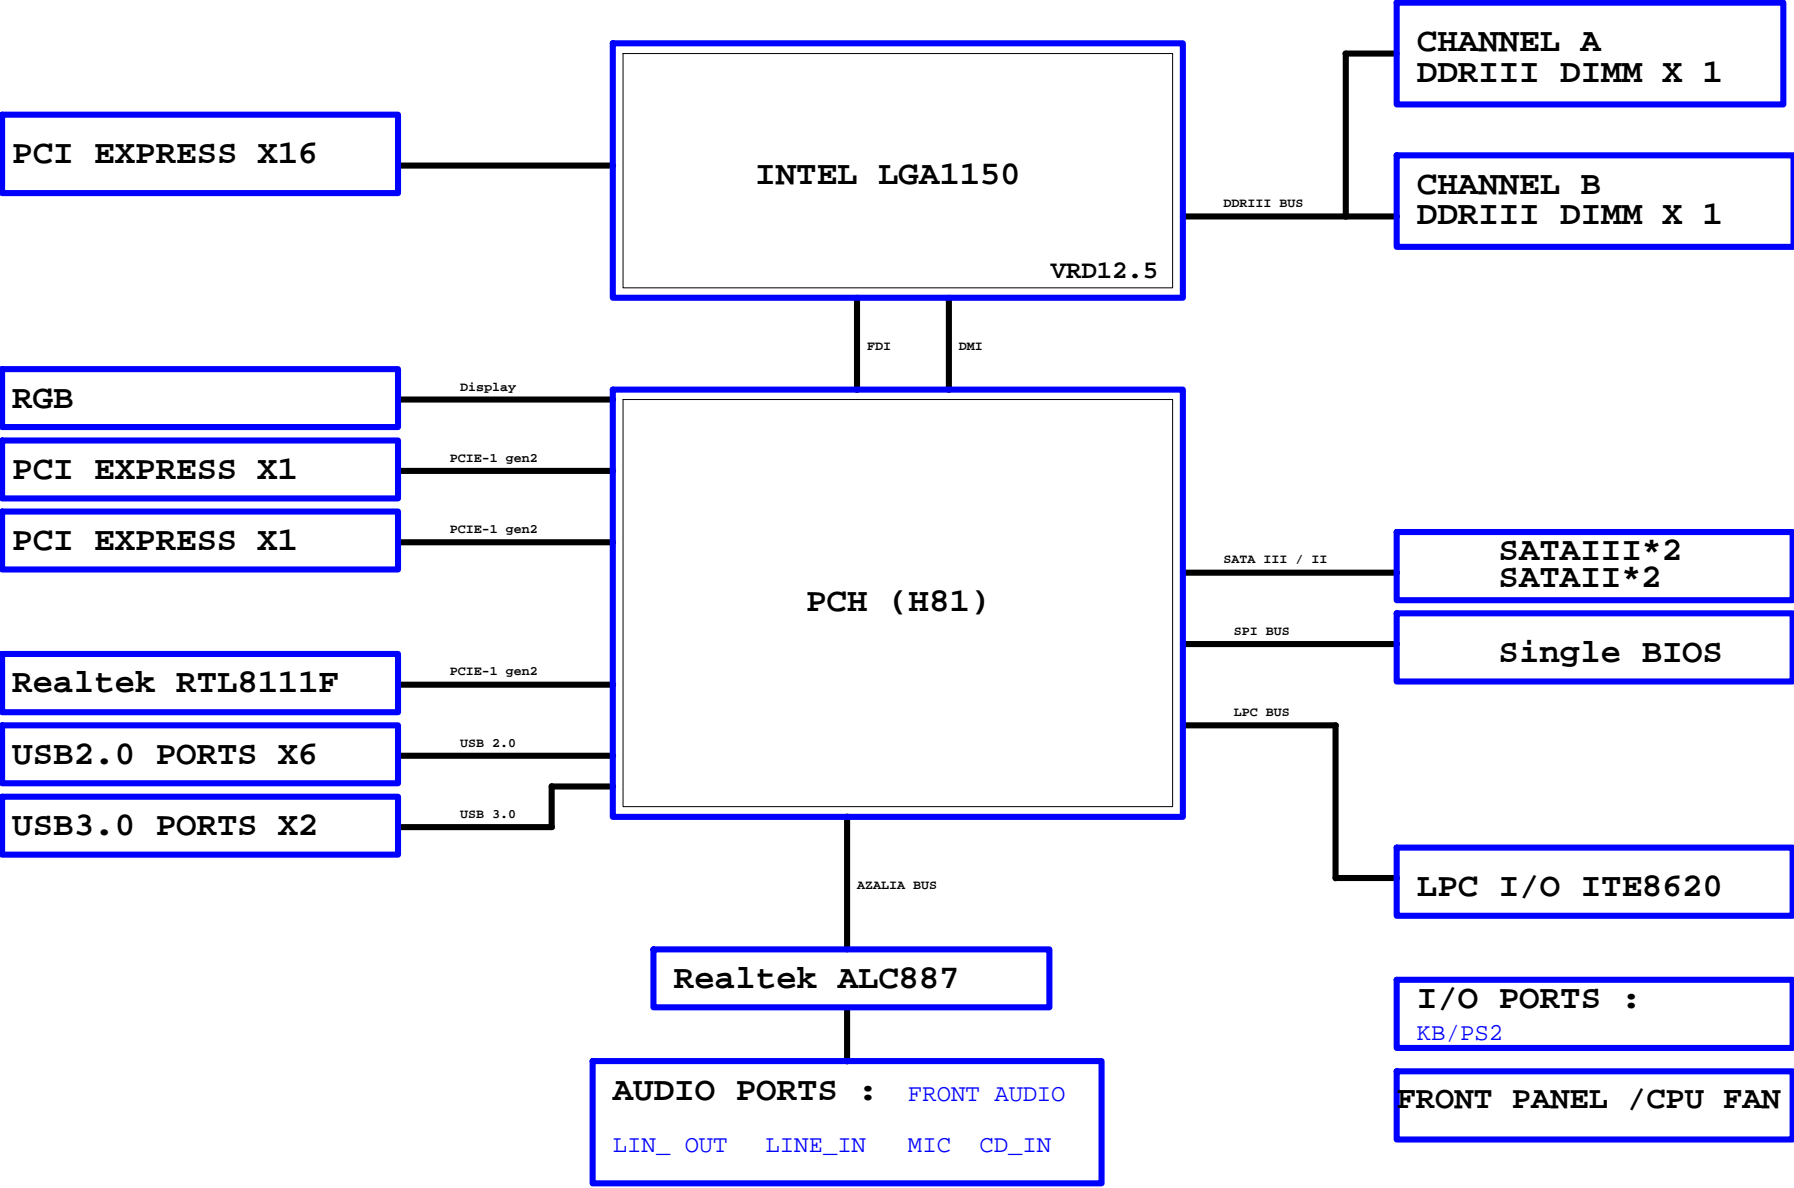 CHANNEL A
DDRIII DIMM X 1
PCI EXPRESS X16
INTEL LGA1150
CHANNEL B
DDRIII DIMM X 1
DDRIII BUS
VRD12.5
FDI
DMI
RGB
Display
PCI EXPRESS X1
PCIE-1 gen2
PCI EXPRESS X1
PCIE-1 gen2
PCH (H81)
SATA III / II
SATAIII*2
SATAII*2
SPI BUS
Single BIOS
Realtek RTL8111F
PCIE-1 gen2
LPC BUS
USB2.0 PORTS X6
USB 2.0
USB3.0 PORTS X2
USB 3.0
AZALIA BUS
LPC I/O ITE8620
Realtek ALC887
I/O PORTS :
KB/PS2
AUDIO PORTS : FRONT AUDIO
LIN_ OUT LINE_IN MIC CD_IN
FRONT PANEL /CPU FAN